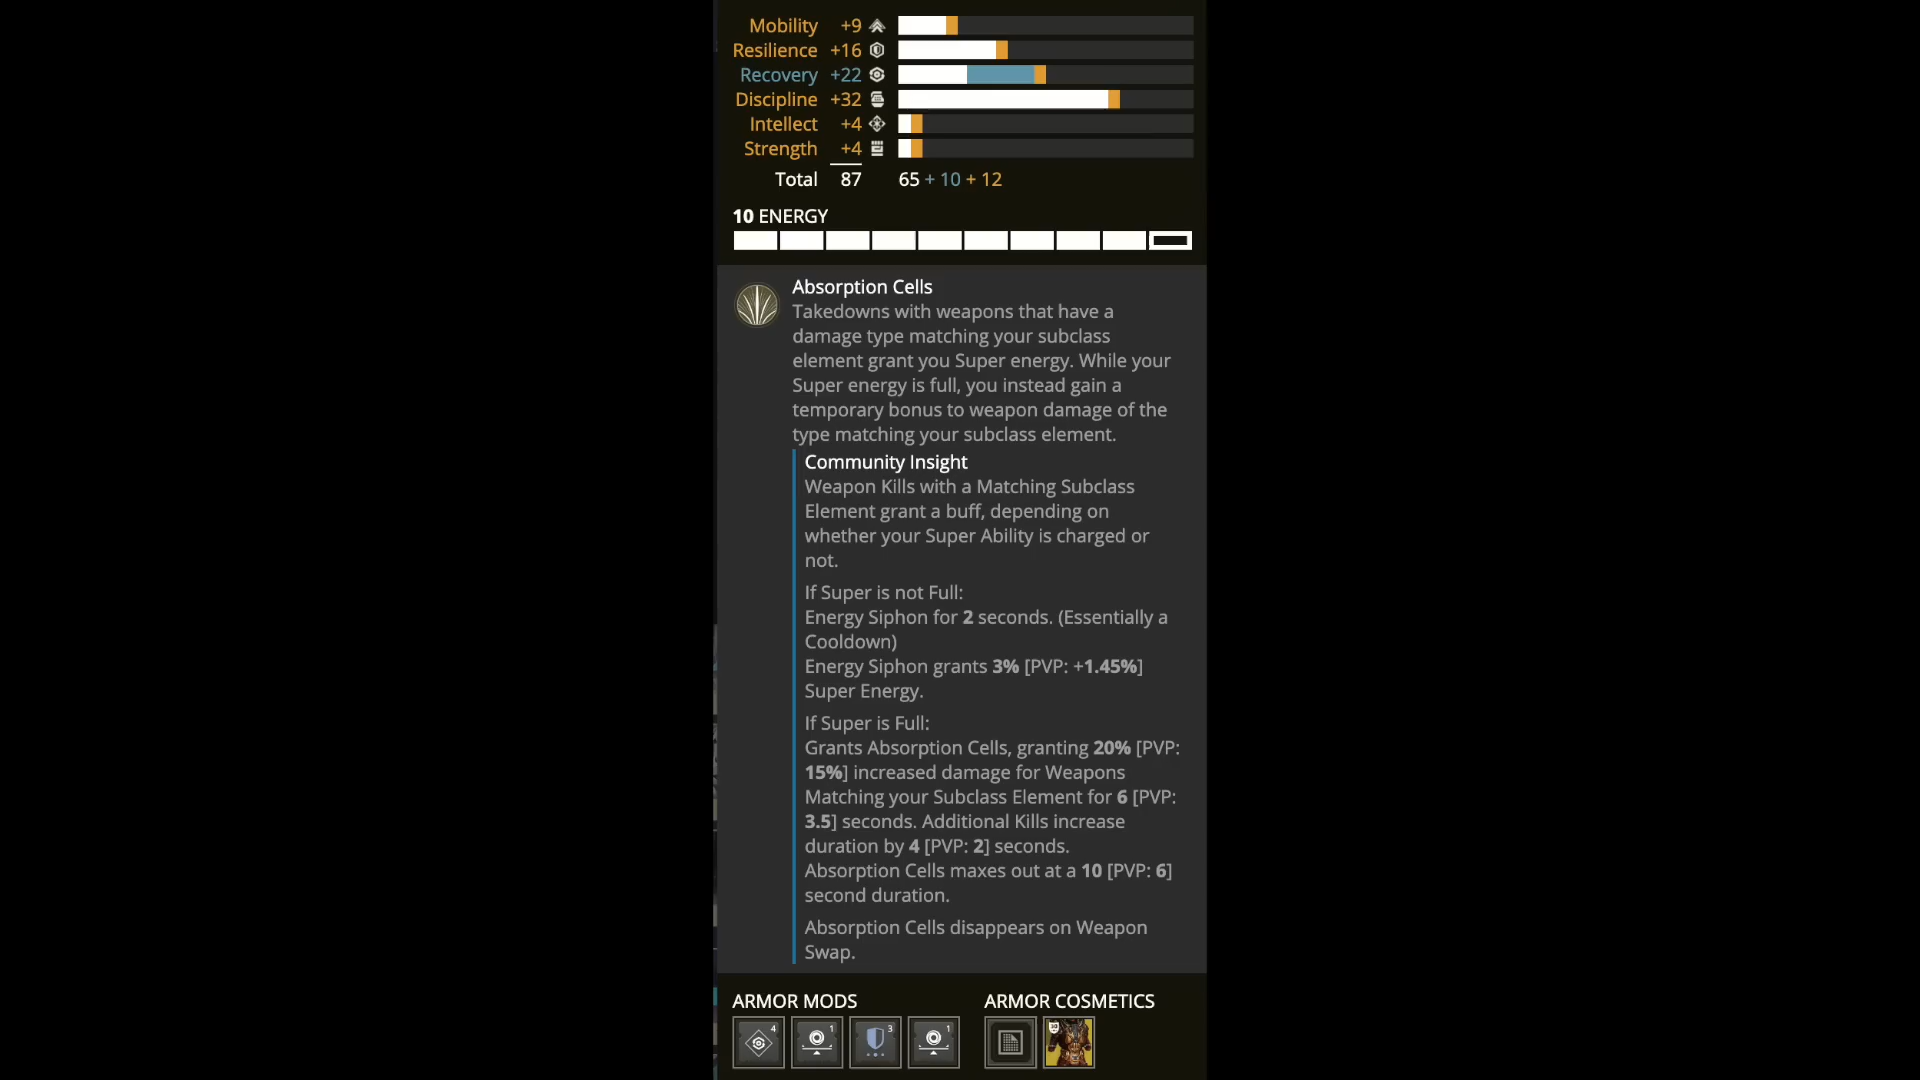 Mobility +9
Resilience +16
Recovery +22
Discipline +32
Intellect +4
Strength +4
Total 87 65 + 10 + 12
10 ENERGY
Absorption Cells
Takedowns with weapons that have a
damage type matching your subclass
element grant you Super energy. While your
Super energy is full, you instead gain a
temporary bonus to weapon damage of the
type matching your subclass element.
Community Insight
Weapon Kills with a Matching Subclass
Element grant a buff, depending on
whether your Super Ability is charged or
not.
If Super is not Full:
Energy Siphon for 2 seconds. (Essentially a
Cooldown)
Energy Siphon grants 3% [PVP: +1.45%]
Super Energy.
If Super is Full:
Grants Absorption Cells, granting 20% [PVP:
15%] increased damage for Weapons
Matching your Subclass Element for 6 [PVP:
3.5] seconds. Additional Kills increase
duration by 4 [PVP: 2] seconds.
Absorption Cells maxes out at a 10 [PVP: 6]
second duration.
Absorption Cells disappears on Weapon
Swap.
ARMOR MODS ARMOR COSMETICS
4 1 3 1